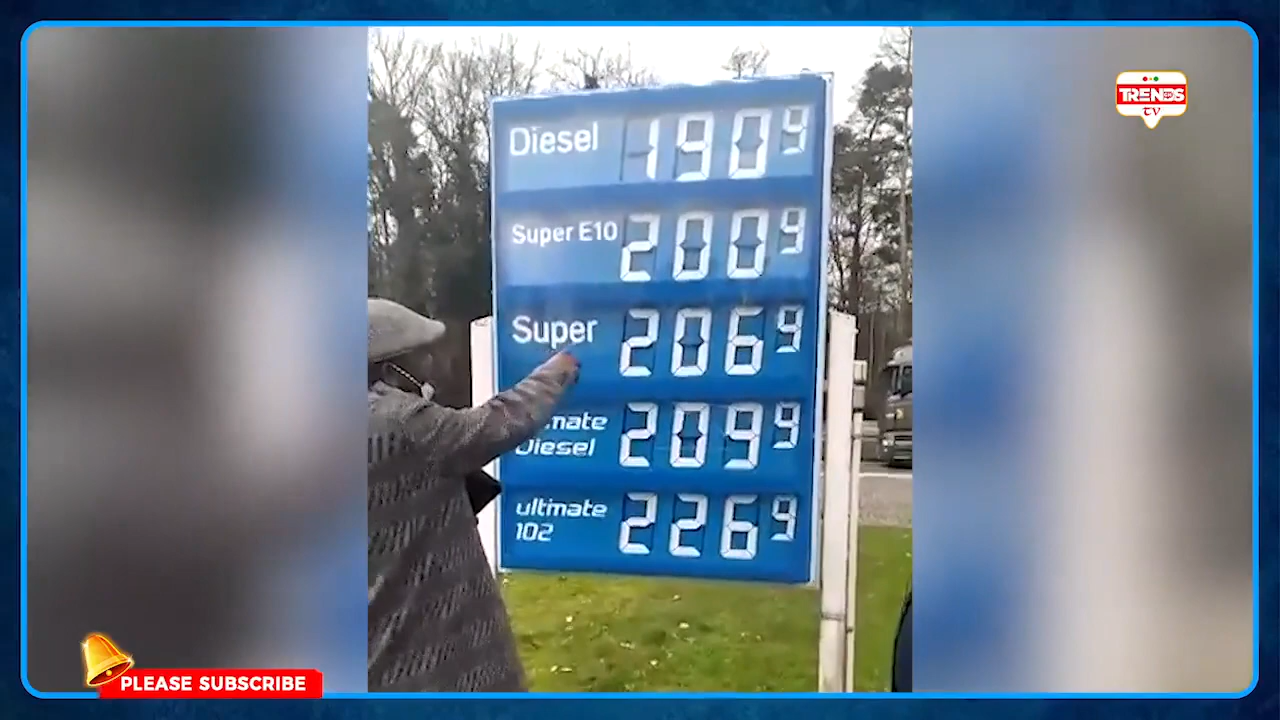 TRENDS
TV
Diesel 190⁹
Super E10 200⁹
Super 206⁹
mate
Diesel 209⁹
ultimate
102 226⁹
PLEASE SUBSCRIBE